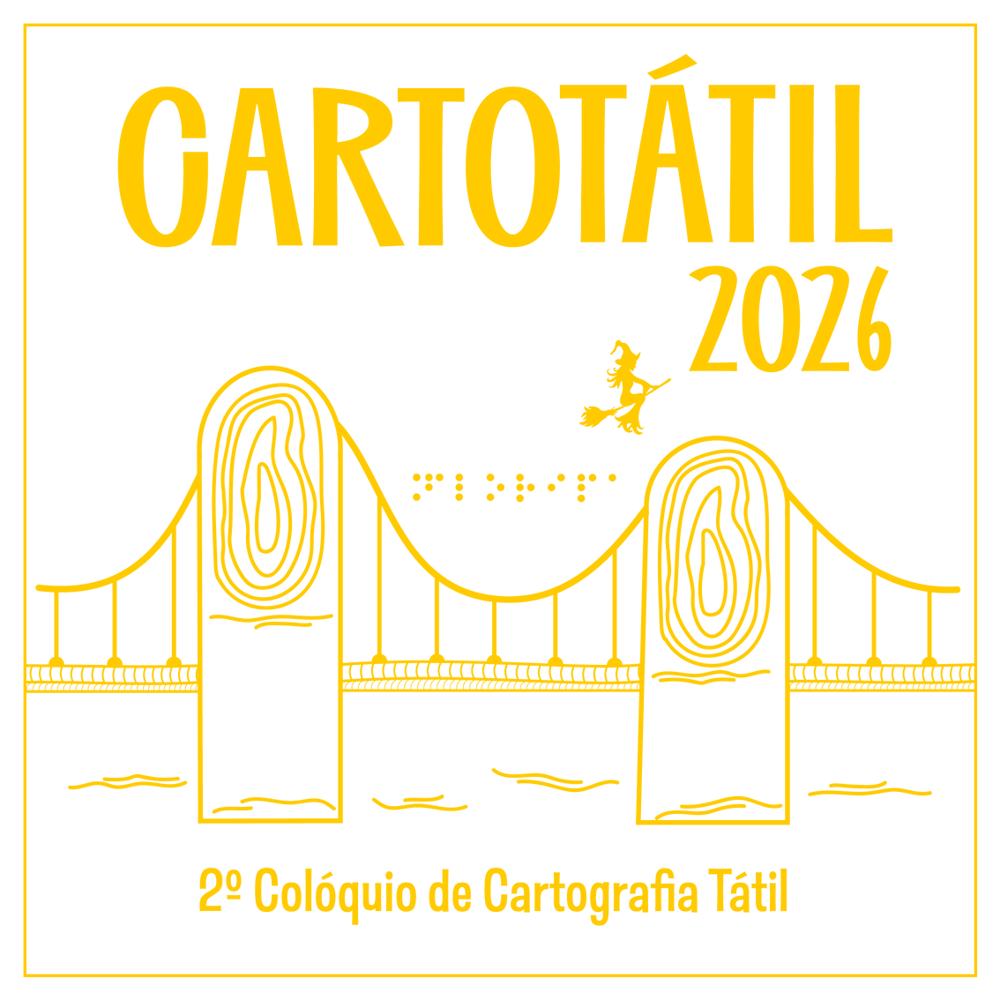 CARTOTÁTIL
2026
⠨⠋⠇⠕⠗⠊⠏⠁
2º Colóquio de Cartografia Tátil